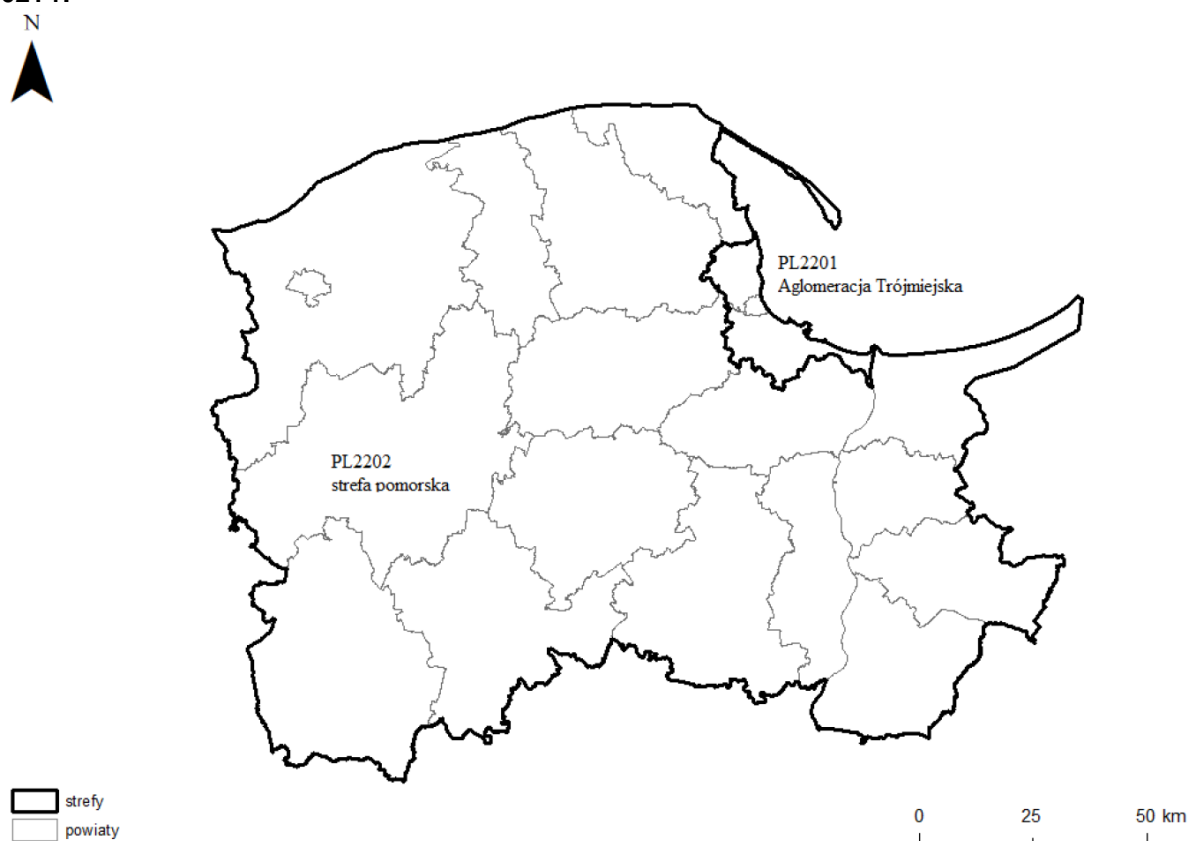 N
PL2201
Aglomeracja Trójmiejska
PL2202
strefa pomorska
strefy
powiaty
0 25 50 km